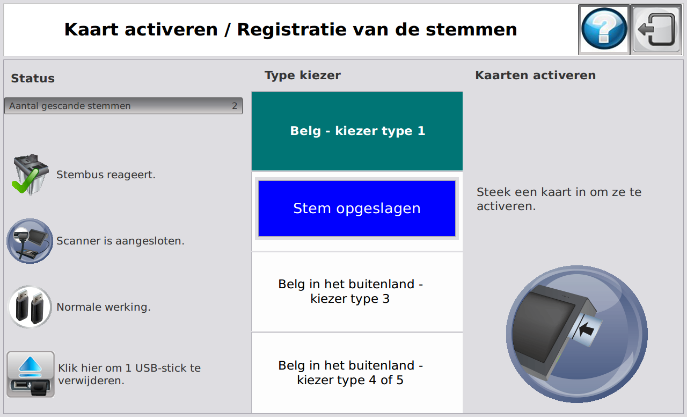 Kaart activeren / Registratie van de stemmen
Status
Type kiezer
Kaarten activeren
Aantal gescande stemmen 2
Belg - kiezer type 1
Stembus reageert.
Stem opgeslagen
Steek een kaart in om ze te
activeren.
Scanner is aangesloten.
Belg in het buitenland -
kiezer type 3
Normale werking.
Belg in het buitenland -
kiezer type 4 of 5
Klik hier om 1 USB-stick te
verwijderen.